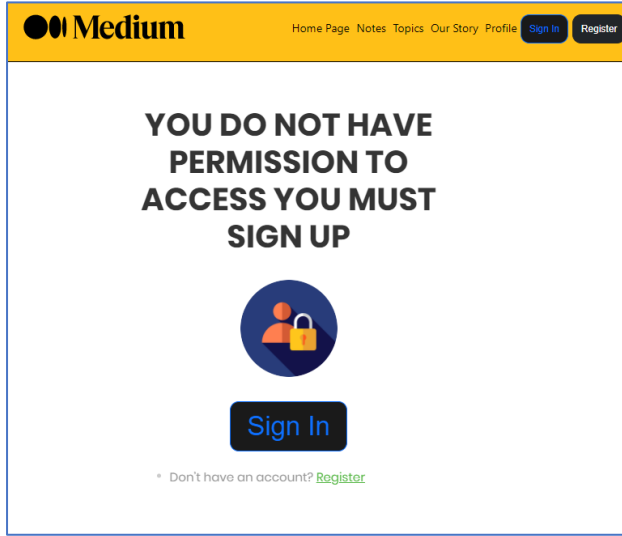 Medium
Home Page Notes Topics Our Story Profile Sign In Register
YOU DO NOT HAVE
PERMISSION TO
ACCESS YOU MUST
SIGN UP
Sign In
Don't have an account? Register